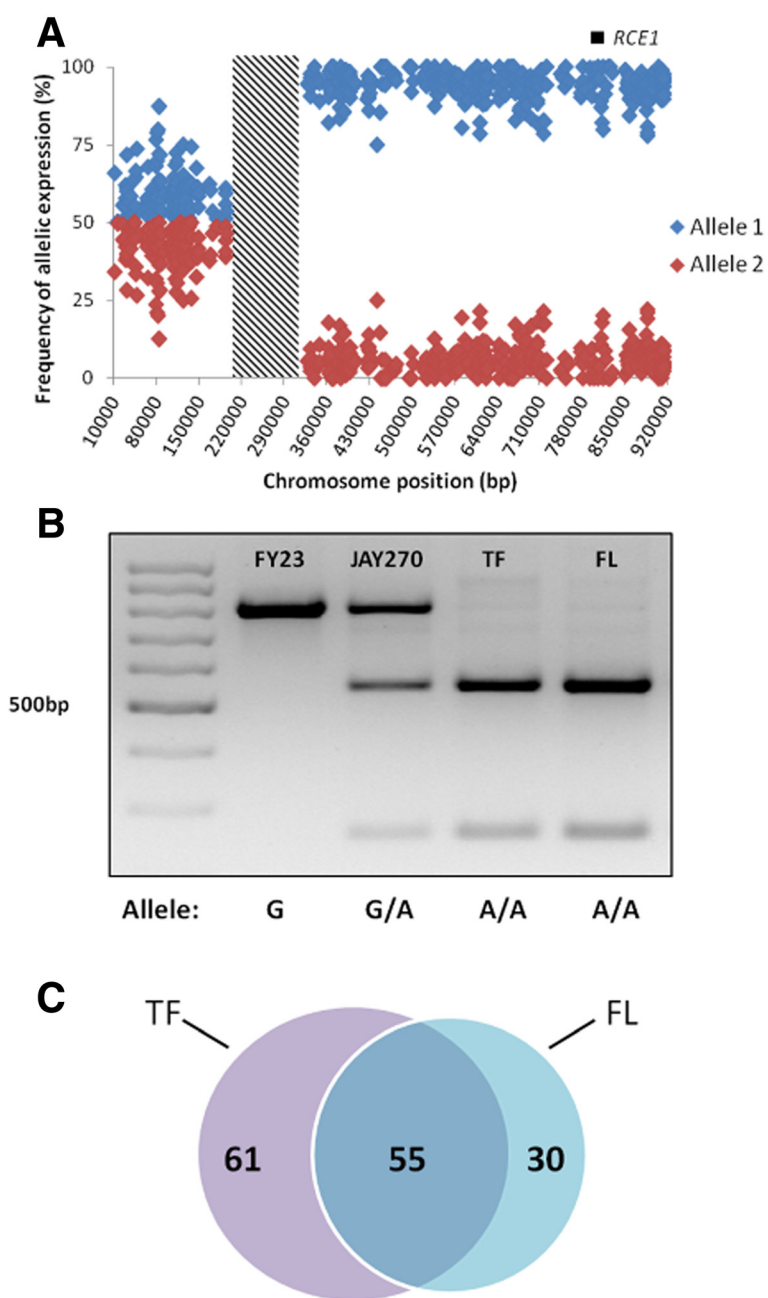 A
RCE1
100
75
50
25
0
Frequency of allelic expression (%)
Allele 1
Allele 2
10000 80000 150000 220000 290000 360000 430000 500000 570000 640000 710000 780000 850000 920000
Chromosome position (bp)
B
FY23 JAY270 TF FL
500bp
Allele: G G/A A/A A/A
C
TF FL
61 55 30